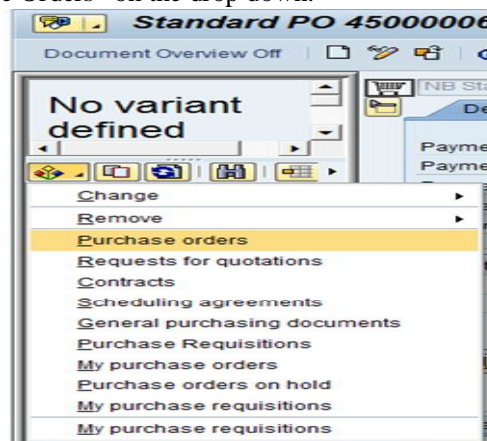 e Orders" on the drop down.
Standard PO 45000006
Document Overview Off
No variant
defined
NB Sta
De
Payme
Payme
Change
Remove
Purchase orders
Requests for quotations
Contracts
Scheduling agreements
General purchasing documents
Purchase Requisitions
My purchase orders
Purchase orders on hold
My purchase requisitions
My purchase requisitions